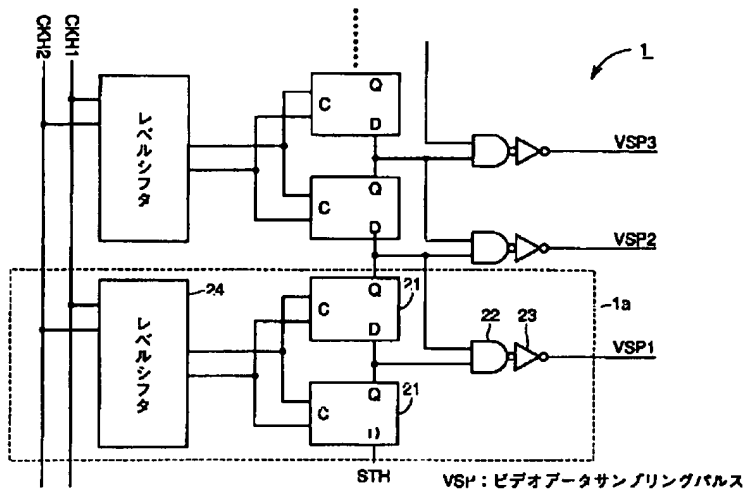 CKH2
CKH1
1
レベルシフタ
C
Q
D
C
Q
D
VSP3
VSP2
24
レベルシフタ
C
Q
D
21
C
Q
D
21
22
23
1a
VSP1
STH
VSP：ビデオデータサンプリングパルス